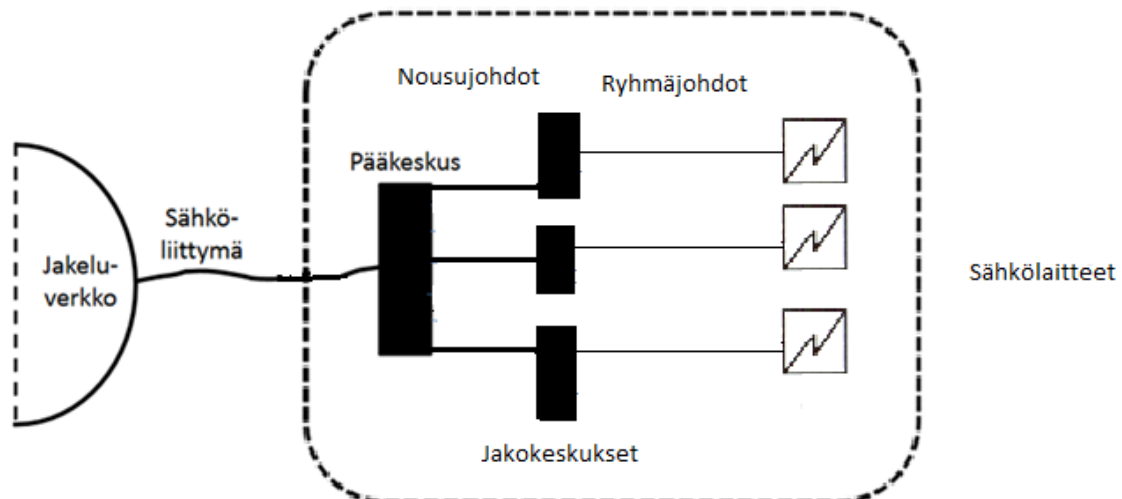 Nousujohdot
Ryhmäjohdot
Pääkeskus
Sähkö-
liittymä
Jakelu-
verkko
Sähkölaitteet
Jakokeskukset